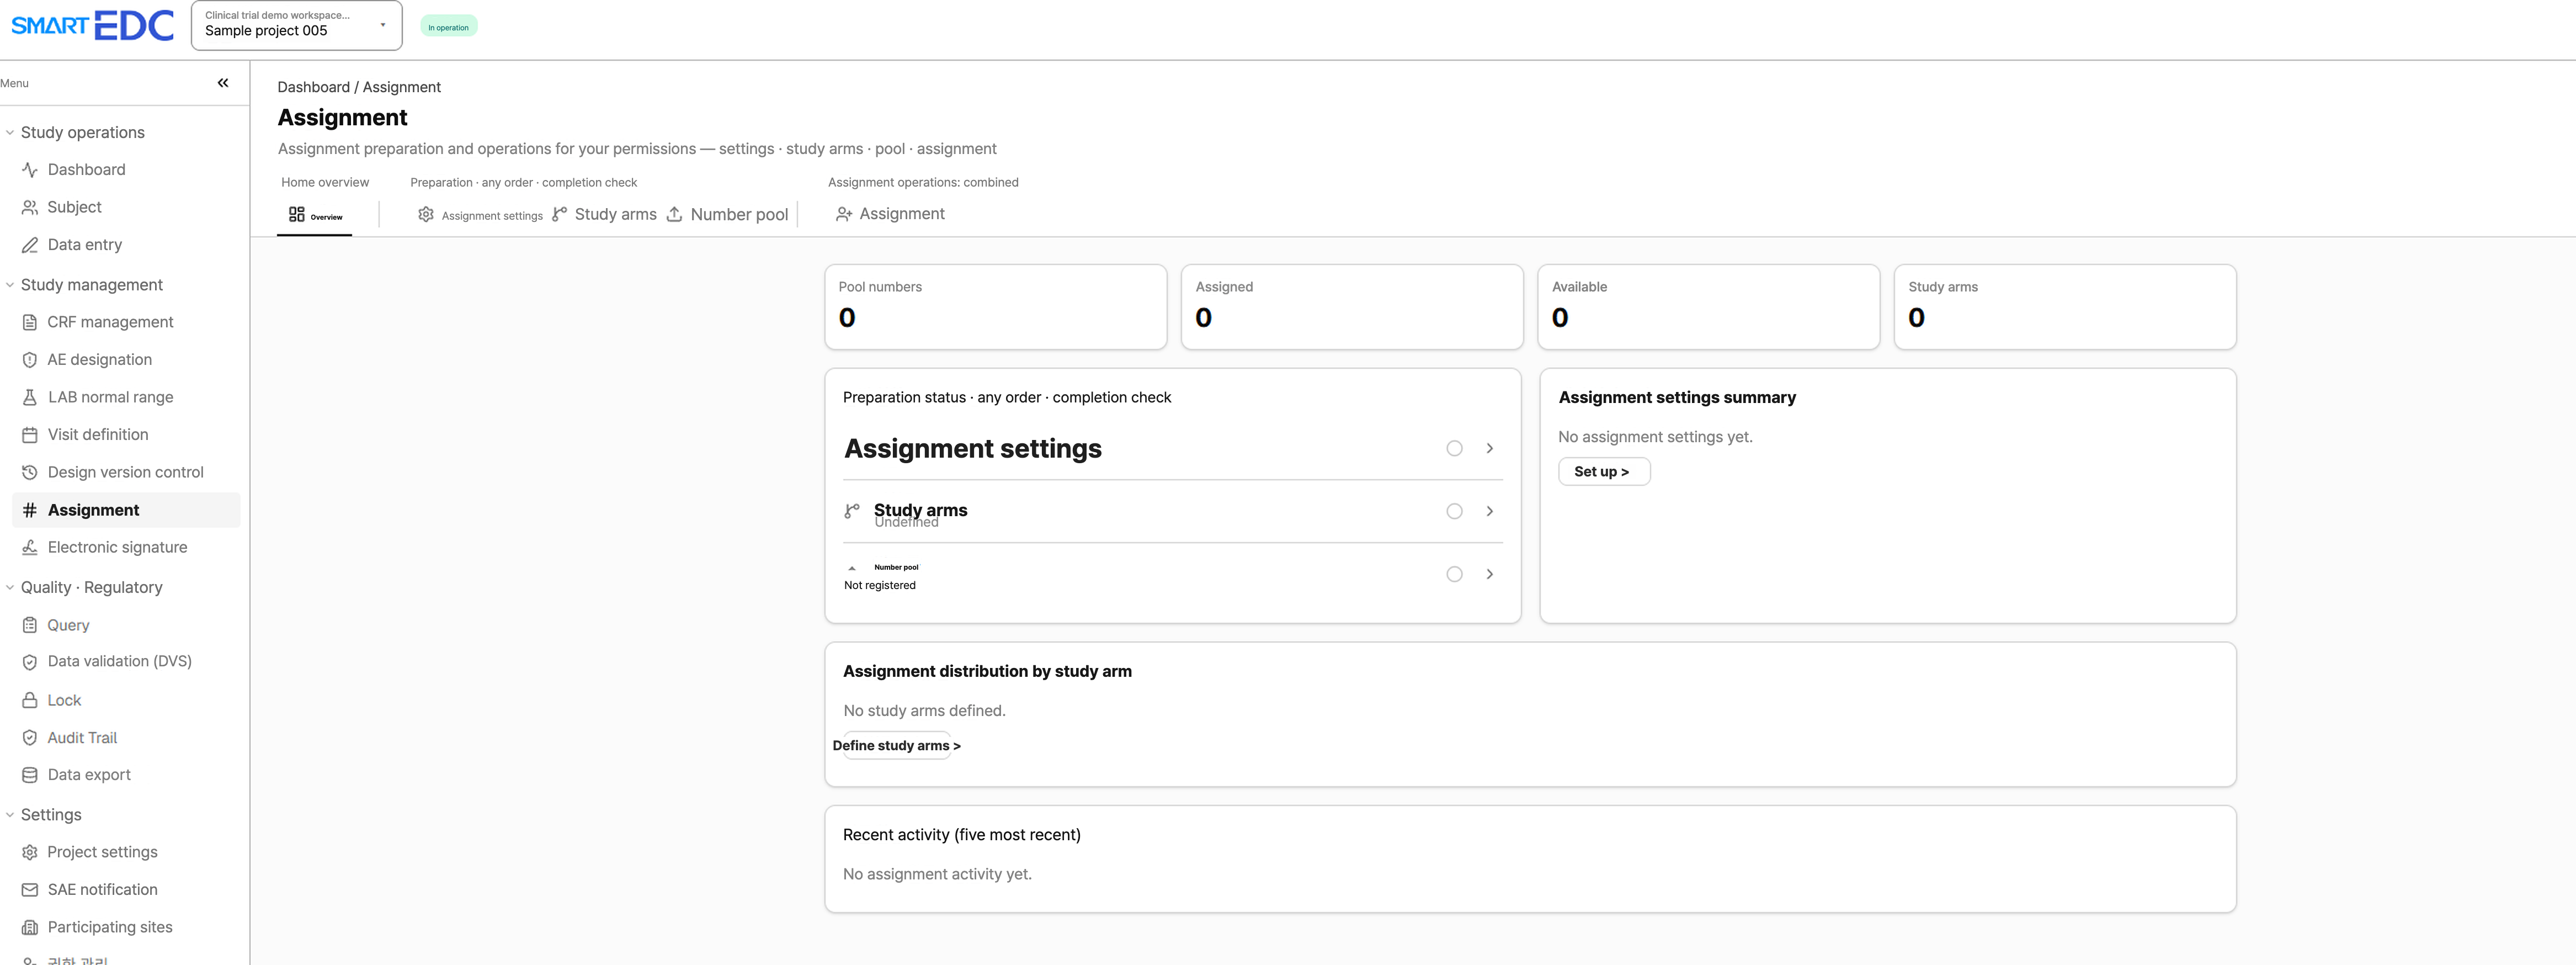 SMART EDC
Clinical trial demo workspace...
Sample project 005
In operation
Menu
Study operations
Dashboard
Subject
Data entry
Study management
CRF management
AE designation
LAB normal range
Visit definition
Design version control
Assignment
Electronic signature
Quality · Regulatory
Query
Data validation (DVS)
Lock
Audit Trail
Data export
Settings
Project settings
SAE notification
Participating sites
권한 관리
Dashboard / Assignment
Assignment
Assignment preparation and operations for your permissions — settings · study arms · pool · assignment
Home overview
Preparation · any order · completion check
Assignment operations: combined
Overview
Assignment settings
Study arms
Number pool
Assignment
Pool numbers
0
Assigned
0
Available
0
Study arms
0
Preparation status · any order · completion check
Assignment settings
Study arms
Undefined
Number pool
Not registered
Assignment settings summary
No assignment settings yet.
Set up >
Assignment distribution by study arm
No study arms defined.
Define study arms >
Recent activity (five most recent)
No assignment activity yet.